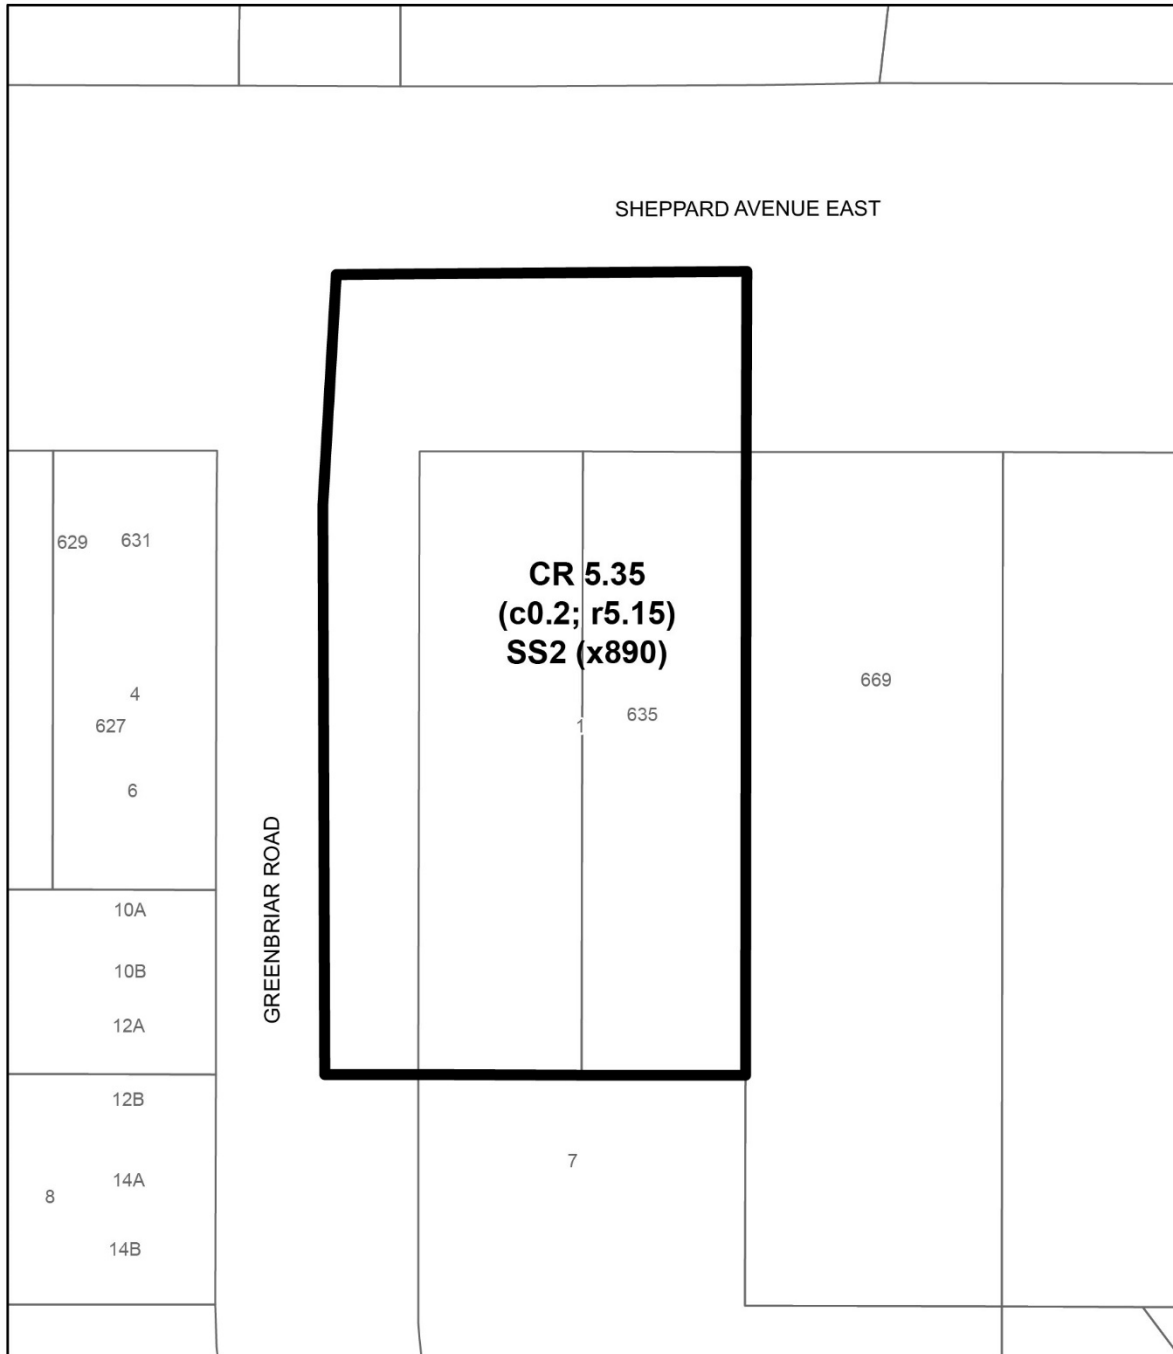 SHEPPARD AVENUE EAST
629
631
CR 5.35
(c0.2; r5.15)
SS2 (x890)
669
4
635
627
1
6
GREENBRIAR ROAD
10A
10B
12A
12B
7
14A
8
14B